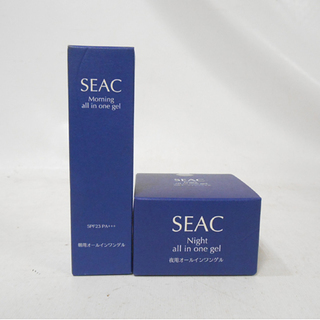 SEAC
Morning
all in one gel
SPF23 PA+++
朝用オールインワンゲル
SEAC
Night
all in one gel
夜用オールインワンゲル